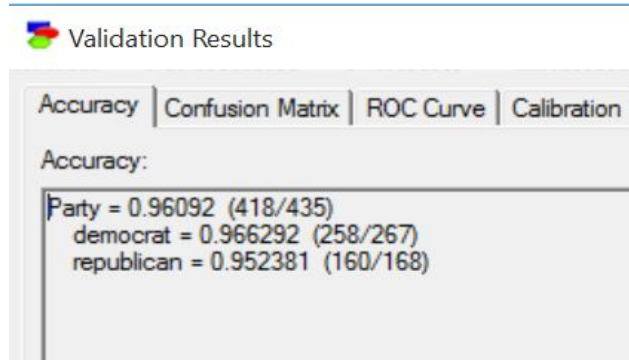 Validation Results
Accuracy Confusion Matrix ROC Curve Calibration
Accuracy:
Party = 0.96092 (418/435)
democrat = 0.966292 (258/267)
republican = 0.952381 (160/168)